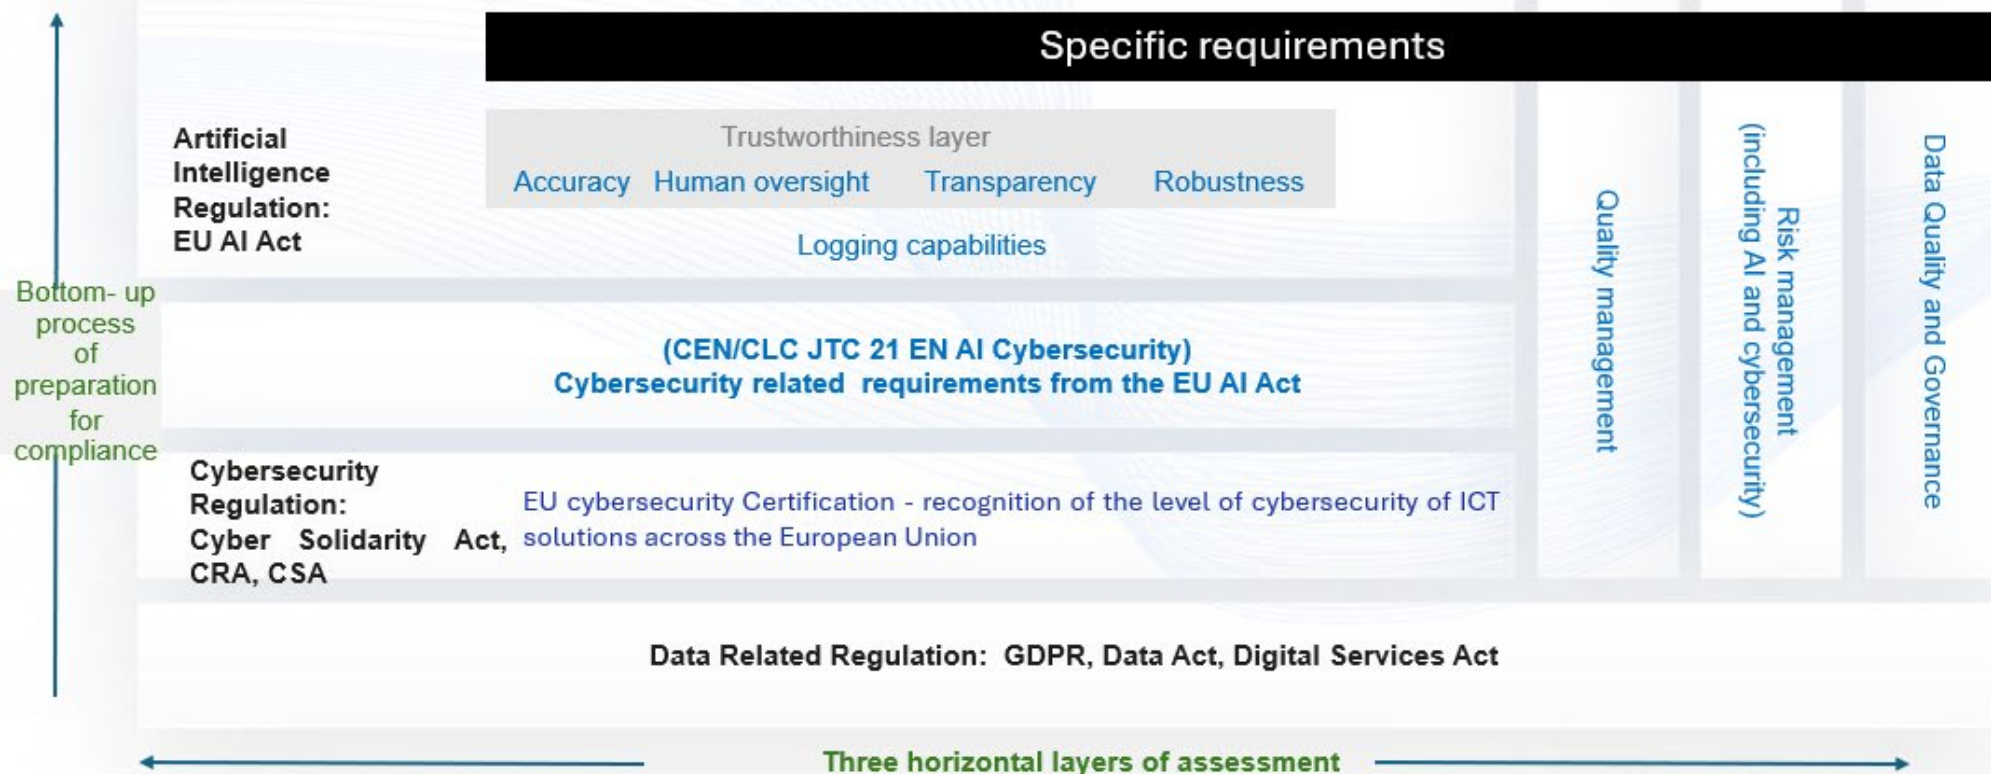 Specific requirements
Artificial
Intelligence
Regulation:
EU AI Act
Trustworthiness layer
Accuracy Human oversight Transparency Robustness
Logging capabilities
Bottom- up
process
of
preparation
for
compliance
(CEN/CLC JTC 21 EN AI Cybersecurity)
Cybersecurity related requirements from the EU AI Act
Cybersecurity
Regulation:
Cyber Solidarity Act,
CRA, CSA
EU cybersecurity Certification - recognition of the level of cybersecurity of ICT
solutions across the European Union
Quality management
Risk management
(including AI and cybersecurity)
Data Quality and Governance
Data Related Regulation: GDPR, Data Act, Digital Services Act
Three horizontal layers of assessment